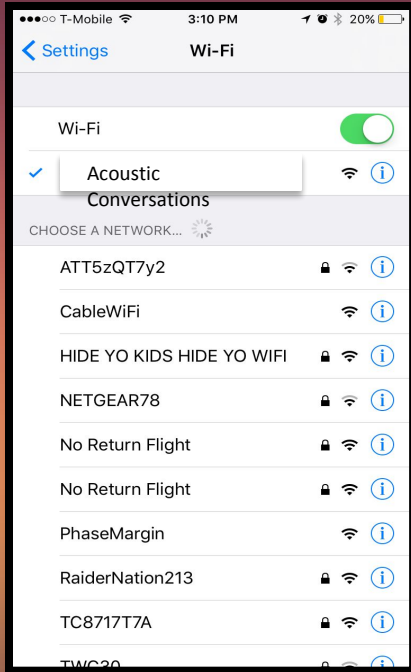 T-Mobile 3:10 PM 20%
Settings Wi-Fi
Wi-Fi
Acoustic
Conversations
CHOOSE A NETWORK...
ATT5zQT7y2
CableWiFi
HIDE YO KIDS HIDE YO WIFI
NETGEAR78
No Return Flight
No Return Flight
PhaseMargin
RaiderNation213
TC8717T7A
TWC30